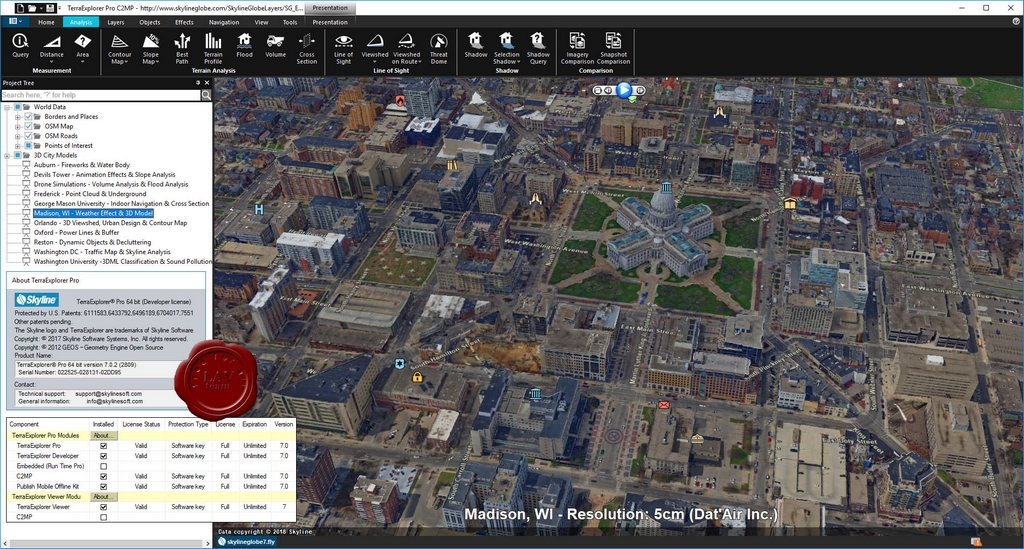 TerraExplorer Pro C2MP - http://www.skylineglobe.com/SkylineGlobeLayers/SG_E...
Presentation
Home Analysis Layers Objects Effects Navigation View Tools Presentation
Query Distance Area
Measurement
Contour Map Slope Map Best Path Terrain Profile Flood Volume Cross Section
Terrain Analysis
Line of Sight Viewshed Viewshed on Route Threat Dome
Line of Sight
Shadow Selection Shadow Shadow Query
Shadow
Imagery Comparison Snapshot Comparison
Comparison
Project Tree
Search here, '?' for help
World Data
Borders and Places
OSM Map
OSM Roads
Points of Interest
3D City Models
Auburn - Fireworks & Water Body
Devils Tower - Animation Effects & Slope Analysis
Drone Simulations - Volume Analysis & Flood Analysis
Frederick - Point Cloud & Underground
George Mason University - Indoor Navigation & Cross Section
Madison, WI - Weather Effect & 3D Model
Orlando - 3D Viewshed, Urban Design & Contour Map
Oxford - Power Lines & Buffer
Reston - Dynamic Objects & Decluttering
Washington DC - Traffic Map & Skyline Analysis
Washington University -3DML Classification & Sound Pollution
About TerraExplorer Pro
Skyline TerraExplorer® Pro 64 bit (Developer license)
Protected by U.S. Patents: 6111583,6433792,6496189,6704017,7551
Other patents pending.
The Skyline logo and TerraExplorer are trademarks of Skyline Software
Copyright: © 2017 Skyline Software Systems, Inc. All rights reserved.
Copyright: © 2012 GEOS ~Geometry Engine Open Source
Product Name:
TerraExplorer® Pro 64 bit version 7.0.2 (2809)
Serial Number: 022525-028131-02DD95
Contact:
Technical support: support@skylinesoft.com
General information: info@skylinesoft.com
LAV
Component Installed License Status Protection Type License Expiration Version
TerraExplorer Pro Modules About...
TerraExplorer Pro Valid Software key Full Unlimited 7.0
TerraExplorer Developer Valid Software key Full Unlimited 7.0
Embedded (Run Time Pro)
C2MP Valid Software key Full Unlimited 7.0
Publish Mobile Offline Kit Valid Software key Full Unlimited 7.0
TerraExplorer Viewer Modu About...
TerraExplorer Viewer Valid Software key Full Unlimited 7
C2MP
West Washington Avenue
East Main Street
East Washington Avenue
East Main Street
South Hamilton Street
East Doty Street
H
Madison, WI - Resolution: 5cm (Dat'Air Inc.)
Data copyright © 2018 Skyline
skylineglobe7.fly